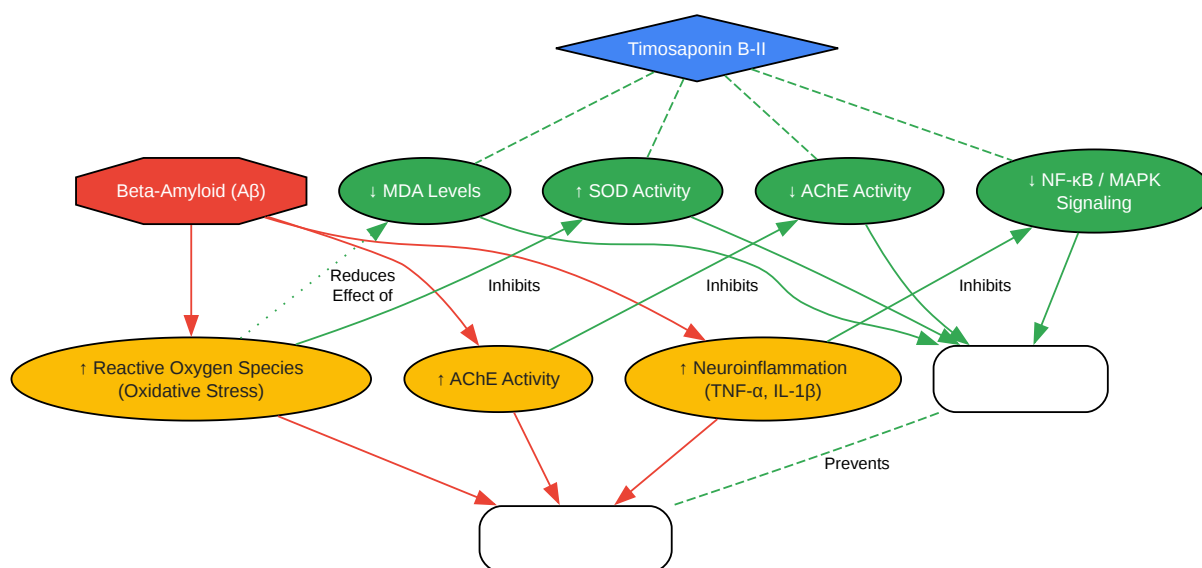 Timosaponin B-II
Beta-Amyloid (Aβ)
↓ MDA Levels
↑ SOD Activity
↓ AChE Activity
↓ NF-κB / MAPK
Signaling
Reduces
Effect of
Inhibits
Inhibits
Inhibits
↑ Reactive Oxygen Species
(Oxidative Stress)
↑ AChE Activity
↑ Neuroinflammation
(TNF-α, IL-1β)
Prevents